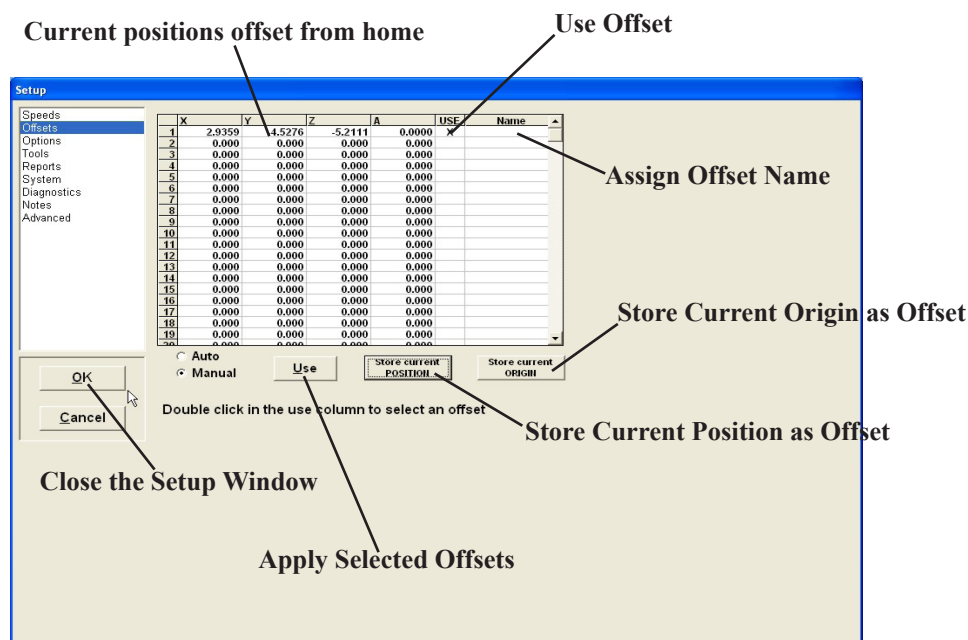 Current positions offset from home
Use Offset
Setup
Speeds
Offsets
Options
Tools
Reports
System
Diagnostics
Notes
Advanced
X Y Z A USE Name
1 2.9359 -4.5276 -5.2111 0.0000 X
2 0.000 0.000 0.000 0.000
3 0.000 0.000 0.000 0.000
4 0.000 0.000 0.000 0.000
5 0.000 0.000 0.000 0.000
6 0.000 0.000 0.000 0.000
7 0.000 0.000 0.000 0.000
8 0.000 0.000 0.000 0.000
9 0.000 0.000 0.000 0.000
10 0.000 0.000 0.000 0.000
11 0.000 0.000 0.000 0.000
12 0.000 0.000 0.000 0.000
13 0.000 0.000 0.000 0.000
14 0.000 0.000 0.000 0.000
15 0.000 0.000 0.000 0.000
16 0.000 0.000 0.000 0.000
17 0.000 0.000 0.000 0.000
18 0.000 0.000 0.000 0.000
19 0.000 0.000 0.000 0.000
20 0.000 0.000 0.000 0.000
Assign Offset Name
Store Current Origin as Offset
Auto
Manual
Use
Store current
POSITION
Store current
ORIGIN
OK
Cancel
Double click in the use column to select an offset
Store Current Position as Offset
Close the Setup Window
Apply Selected Offsets